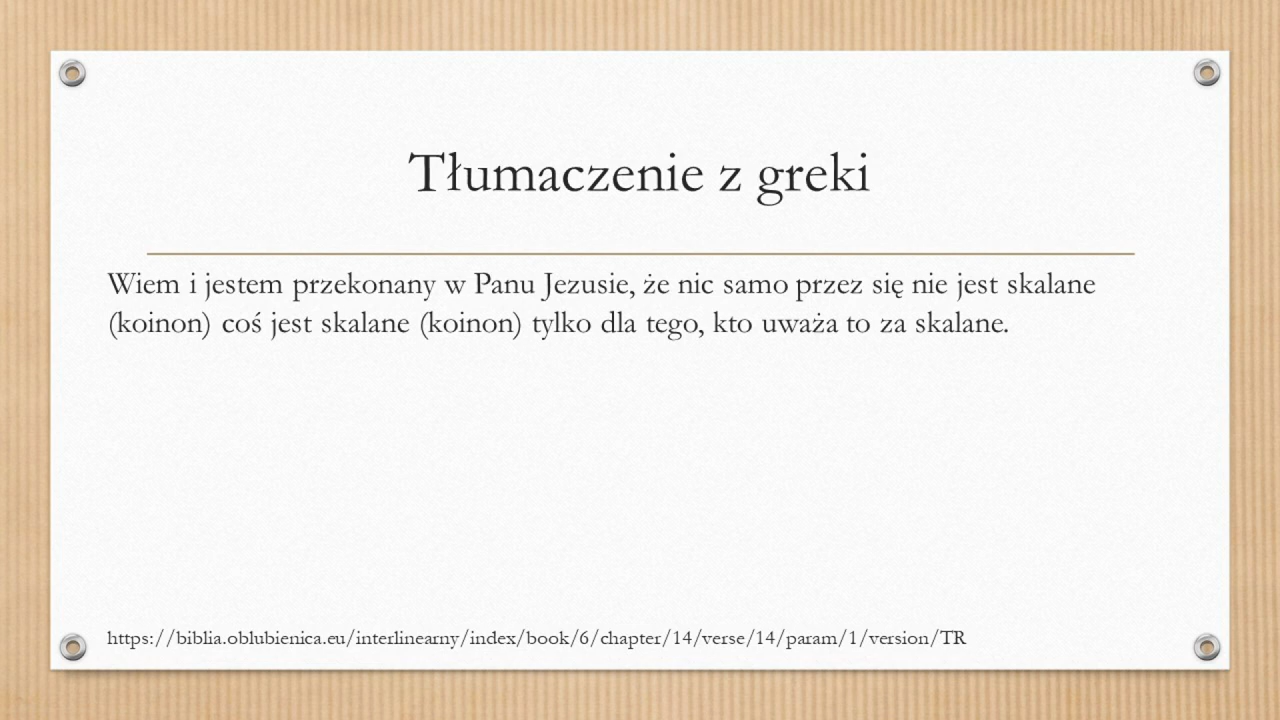 Tłumaczenie z greki
Wiem i jestem przekonany w Panu Jezusie, że nic samo przez się nie jest skalane
(koinon) coś jest skalane (koinon) tylko dla tego, kto uważa to za skalane.
https://biblia.oblubienica.eu/interlinearny/index/book/6/chapter/14/verse/14/param/1/version/TR